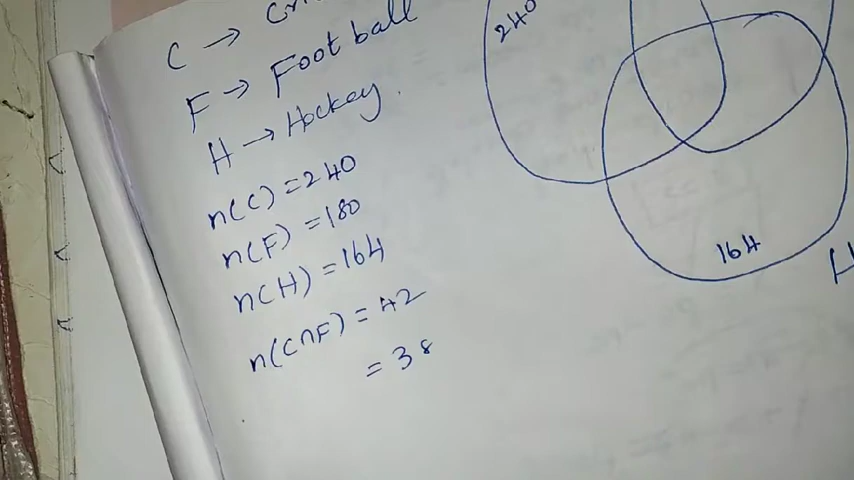 C →
F → Foot ball
H → Hockey.
n(C) = 240
n(F) = 180
n(H) = 164
n(C∩F) = 42
= 38
240
164